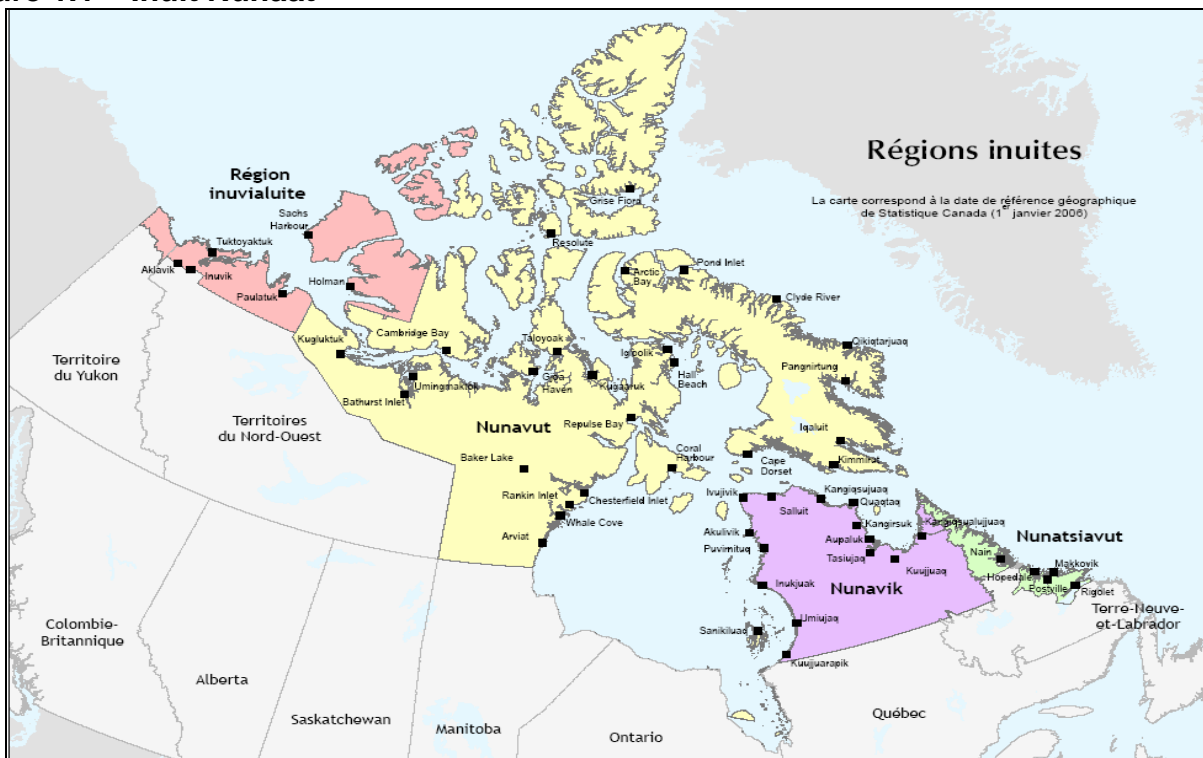 Régions inuites
La carte correspond à la date de référence géographique
de Statistique Canada (1er janvier 2006)
Région
inuvialuite
Sachs
Harbour
Tuktoyaktuk
Aklavik
Inuvik
Paulatuk
Holman
Grise Fiord
Resolute
Arctic
Bay
Pond Inlet
Clyde River
Qikiqtarjuaq
Pangnirtung
Kugluktuk
Cambridge Bay
Taloyoak
Igloolik
Hall
Beach
Umingmaktok
Gjoa
Haven
Kugaaruk
Bathurst Inlet
Territoire
du Yukon
Territoires
du Nord-Ouest
Nunavut
Repulse Bay
Iqaluit
Kimmirut
Baker Lake
Coral
Harbour
Cape
Dorset
Rankin Inlet
Chesterfield Inlet
Whale Cove
Arviat
Ivujivik
Salluit
Kangiqsujuaq
Quaqtaq
Kangirsuk
Kangiqsualujjuaq
Akulivik
Puvirnituq
Aupaluk
Tasiujaq
Kuujjuaq
Inukjuak
Nunavik
Nunatsiavut
Nain
Makkovik
Hopedale
Postville
Rigolet
Terre-Neuve-
et-Labrador
Sanikiluaq
Umiujaq
Kuujjuarapik
Colombie-
Britannique
Alberta
Saskatchewan
Manitoba
Ontario
Québec